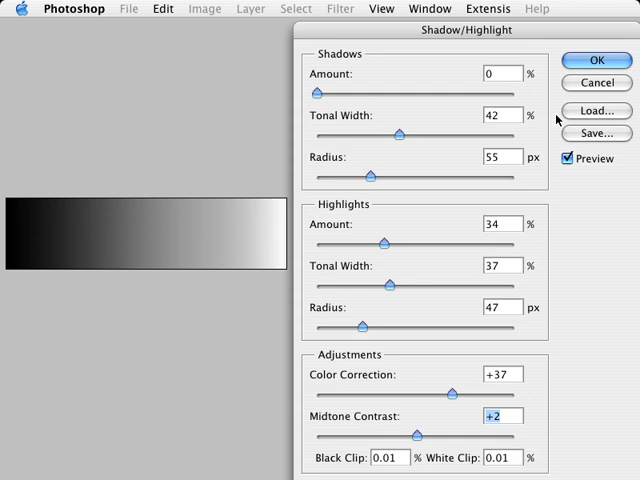 Photoshop File Edit Image Layer Select Filter View Window Extensis Help
Shadow/Highlight
Shadows
Amount: 0 %
Tonal Width: 42 %
Radius: 55 px
Highlights
Amount: 34 %
Tonal Width: 37 %
Radius: 47 px
Adjustments
Color Correction: +37
Midtone Contrast: +2
Black Clip: 0.01 % White Clip: 0.01 %
OK
Cancel
Load...
Save...
Preview